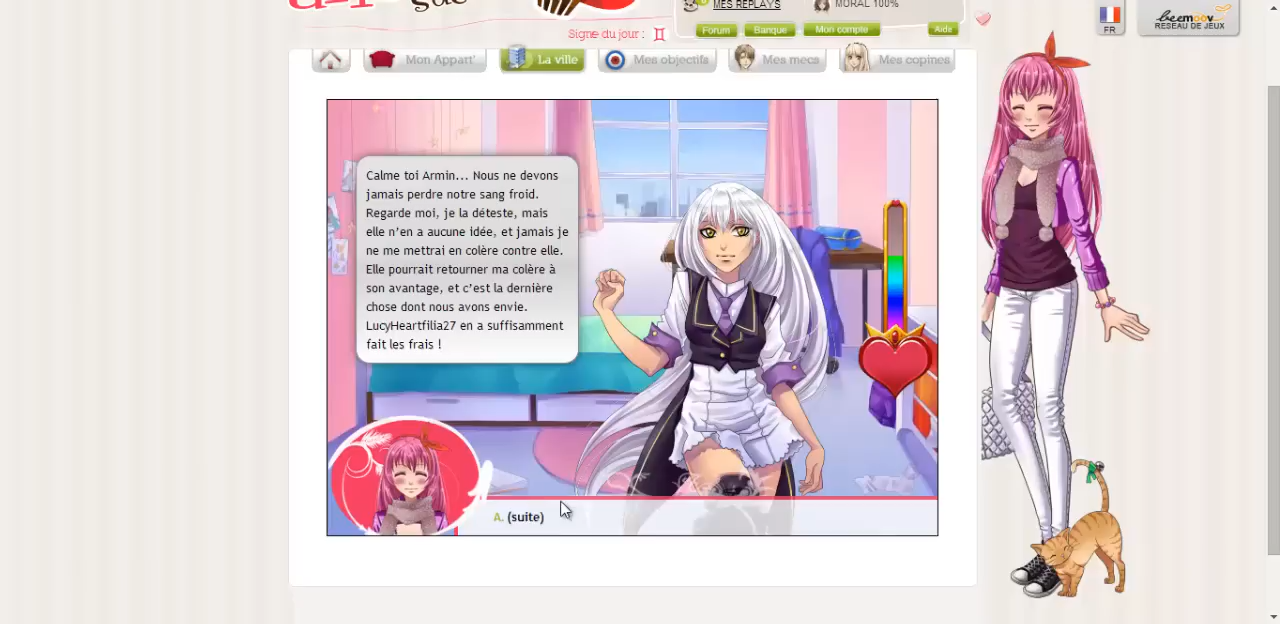 MES REPLAYS
MORAL 100%
Forum
Banque
Mon compte
Aide
Signe du jour :
FR
beemoov
RESEAU DE JEUX
Mon Appart'
La ville
Mes objectifs
Mes mecs
Mes copines
Calme toi Armin... Nous ne devons
jamais perdre notre sang froid.
Regarde moi, je la déteste, mais
elle n'en a aucune idée, et jamais je
ne me mettrai en colère contre elle.
Elle pourrait retourner ma colère à
son avantage, et c'est la dernière
chose dont nous avons envie.
LucyHeartfilia27 en a suffisamment
fait les frais !
A. (suite)